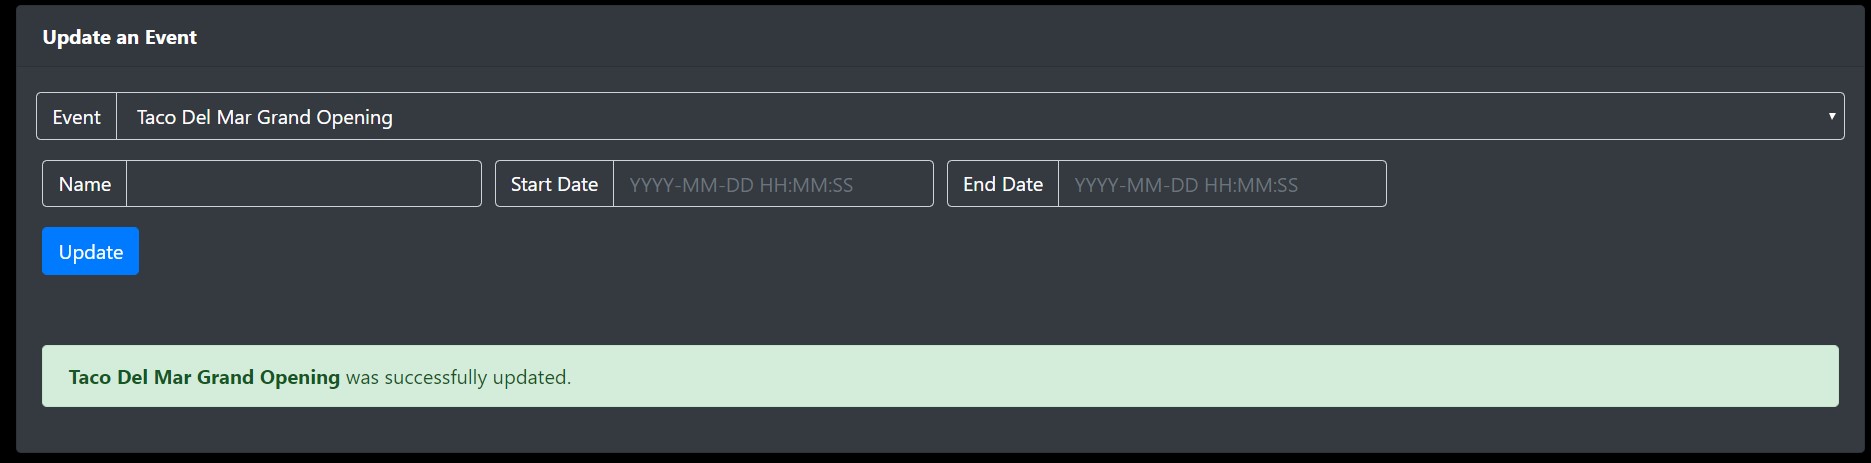 Update an Event
Event Taco Del Mar Grand Opening
Name Start Date YYYY-MM-DD HH:MM:SS End Date YYYY-MM-DD HH:MM:SS
Update
Taco Del Mar Grand Opening was successfully updated.